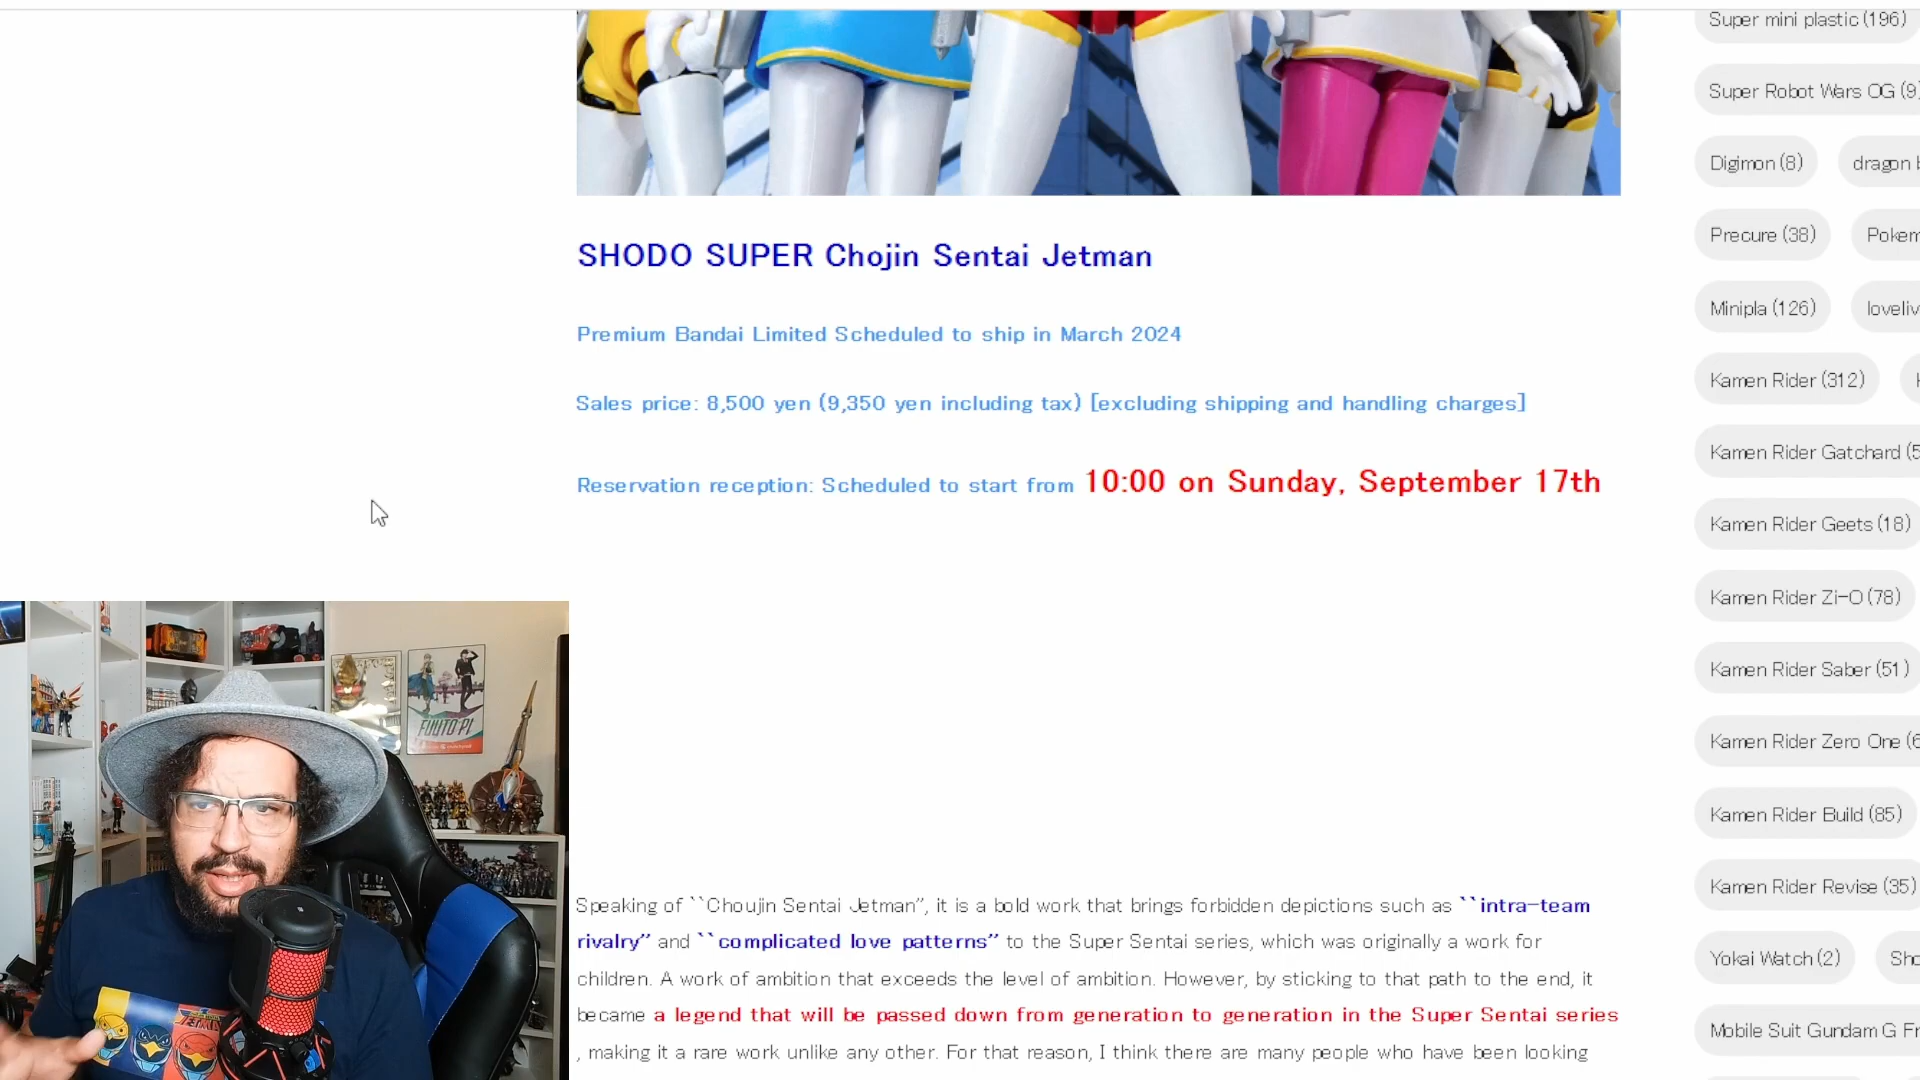 SHODO SUPER Chojin Sentai Jetman
Premium Bandai Limited Scheduled to ship in March 2024
Sales price: 8,500 yen (9,350 yen including tax) [excluding shipping and handling charges]
Reservation reception: Scheduled to start from 10:00 on Sunday, September 17th
Speaking of ``Choujin Sentai Jetman'', it is a bold work that brings forbidden depictions such as ``intra-team
rivalry'' and ``complicated love patterns'' to the Super Sentai series, which was originally a work for
children. A work of ambition that exceeds the level of ambition. However, by sticking to that path to the end, it
became a legend that will be passed down from generation to generation in the Super Sentai series
, making it a rare work unlike any other. For that reason, I think there are many people who have been looking
Super mini plastic (196)
Super Robot Wars OG (9)
Digimon (8) dragon
Precure (38)
Minipla (126)
Kamen Rider (312)
Kamen Rider Gatchard (5
Kamen Rider Geets (18)
Kamen Rider Zi-O (78)
Kamen Rider Saber (51)
Kamen Rider Zero One (6
Kamen Rider Build (85)
Kamen Rider Revise (35)
Yokai Watch (2)
Mobile Suit Gundam G
FUUTO PI